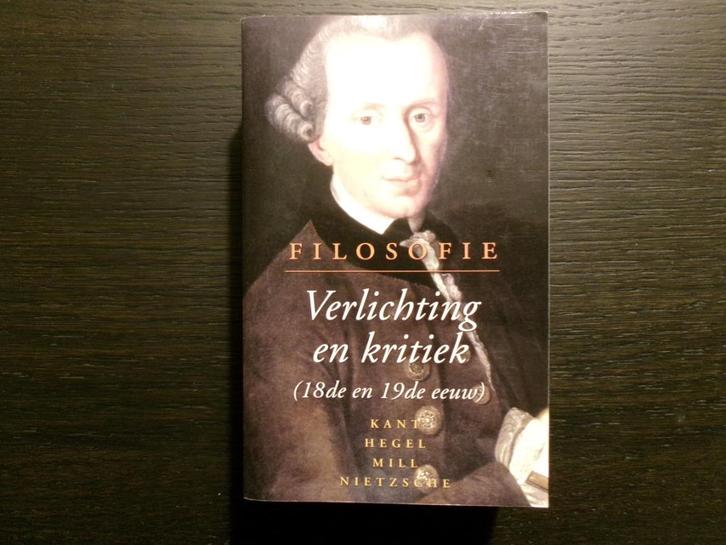 FILOSOFIE
Verlichting
en kritiek
(18de en 19de eeuw)
KANT
HEGEL
MILL
NIETZSCHE